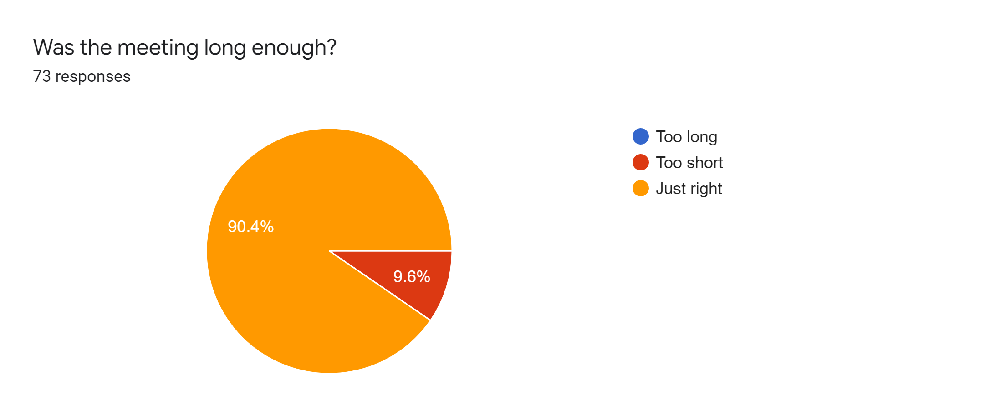 Was the meeting long enough?
73 responses
Too long
Too short
Just right
90.4%
9.6%